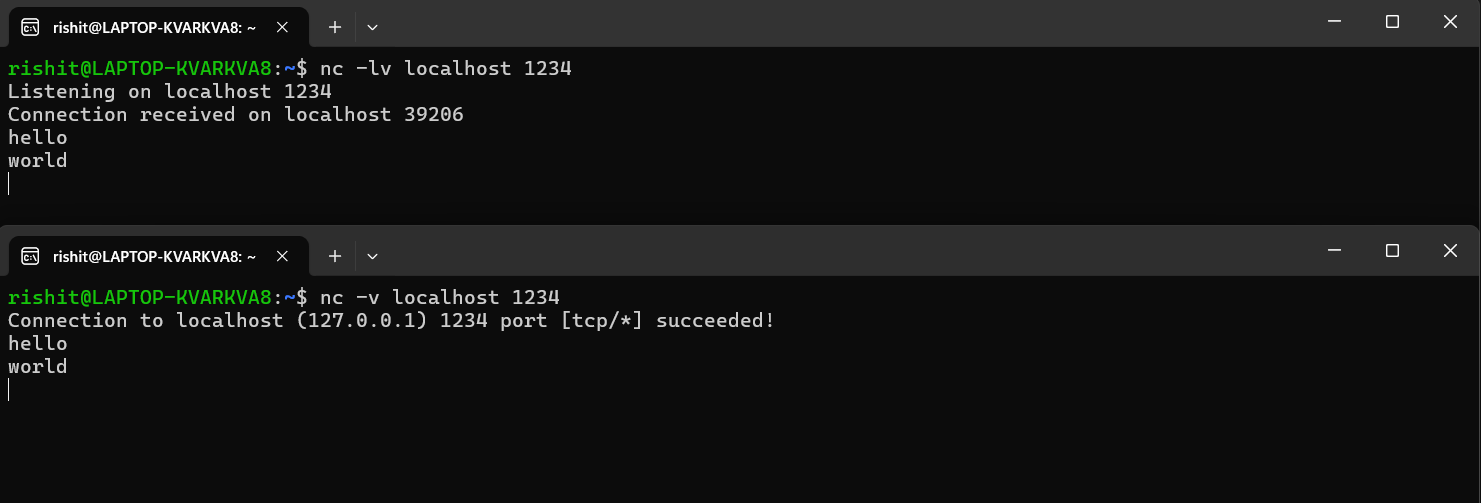 rishit@LAPTOP-KVARKVA8: ~
rishit@LAPTOP-KVARKVA8:~$ nc -lv localhost 1234
Listening on localhost 1234
Connection received on localhost 39206
hello
world
rishit@LAPTOP-KVARKVA8: ~
rishit@LAPTOP-KVARKVA8:~$ nc -v localhost 1234
Connection to localhost (127.0.0.1) 1234 port [tcp/*] succeeded!
hello
world